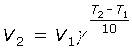 V₂ = V₁γ^((T₂ − T₁)/10)